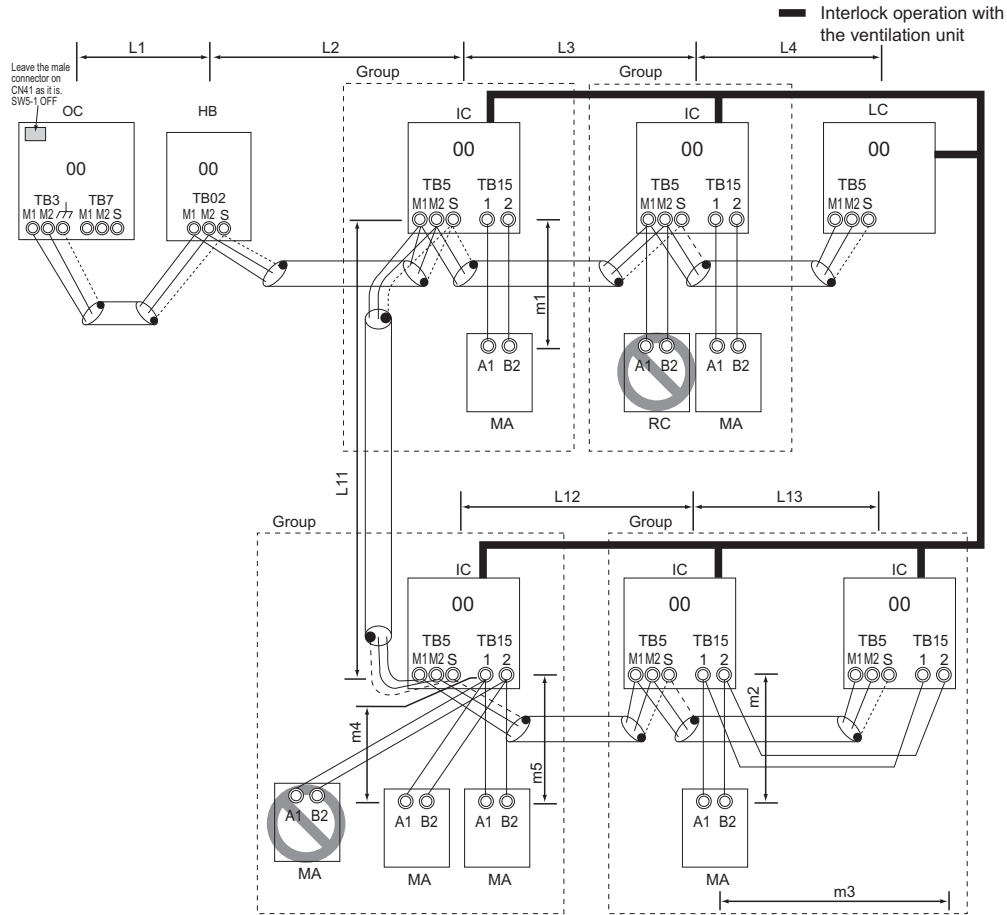 Interlock operation with
the ventilation unit
L1 L2 L3 L4
Leave the male
connector on
CN41 as it is.
SW5-1 OFF
Group Group
OC HB IC IC LC
00 00 00 00 00
TB3 TB7 TB02 TB5 TB15 TB5 TB15 TB5
M1 M2 M1 M2 S M1 M2 S M1 M2 S 1 2 M1 M2 S 1 2 M1 M2 S
m1
A1 B2 A1 B2 A1 B2
MA RC MA
L11
L12 L13
Group Group
IC IC IC
00 00 00
TB5 TB15 TB5 TB15 TB5 TB15
M1 M2 S 1 2 M1 M2 S 1 2 M1 M2 S 1 2
m4 m5 m2
A1 B2 A1 B2 A1 B2 A1 B2
MA MA MA MA
m3